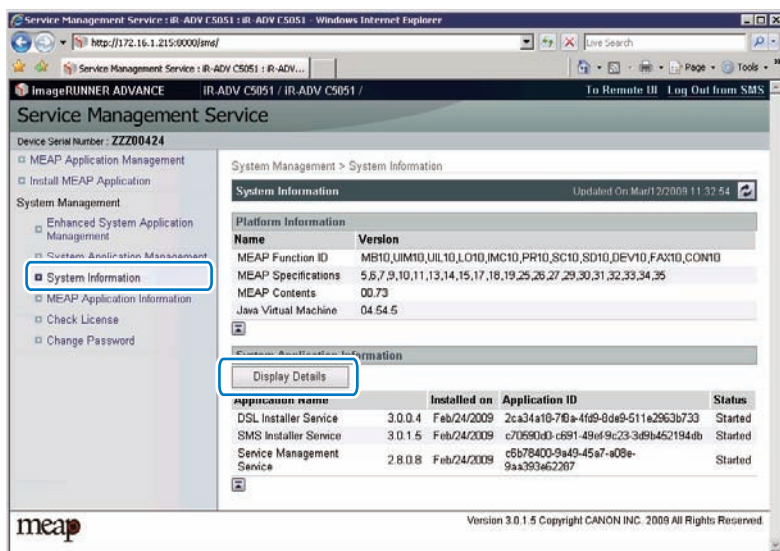 Service Management Service : iR-ADV C5051 : iR-ADV C5051 - Windows Internet Explorer
http://172.16.1.215:8000/sms/
Live Search
Service Management Service : iR-ADV C5051 : iR-ADV...
Page
Tools
imageRUNNER ADVANCE iR-ADV C5051 / iR-ADV C5051 / To Remote UI Log Out from SMS
Service Management Service
Device Serial Number : ZZZ00424
MEAP Application Management
Install MEAP Application
System Management
Enhanced System Application
Management
System Application Management
System Information
MEAP Application Information
Check License
Change Password
System Management > System Information
System Information Updated On:Mar/12/2009 11:32:54
Platform Information
Name Version
MEAP Function ID MB10,UIM10,UIL10,LO10,IMC10,PR10,SC10,SD10,DEV10,FAX10,CON10
MEAP Specifications 5,6,7,9,10,11,13,14,15,17,18,19,25,26,27,29,30,31,32,33,34,35
MEAP Contents 00.73
Java Virtual Machine 04.54.5
System Application Information
Display Details
Application Name Installed on Application ID Status
DSL Installer Service 3.0.0.4 Feb/24/2009 2ca34a18-7f8a-4fd9-8de9-511e2963b733 Started
SMS Installer Service 3.0.1.5 Feb/24/2009 c70590d0-c691-49ef-9c23-3d9b452194db Started
Service Management
Service 2.8.0.8 Feb/24/2009 c6b78400-9a49-45a7-a08e-
9aa393e62287 Started
meap
Version 3.0.1.5 Copyright CANON INC. 2009 All Rights Reserved.